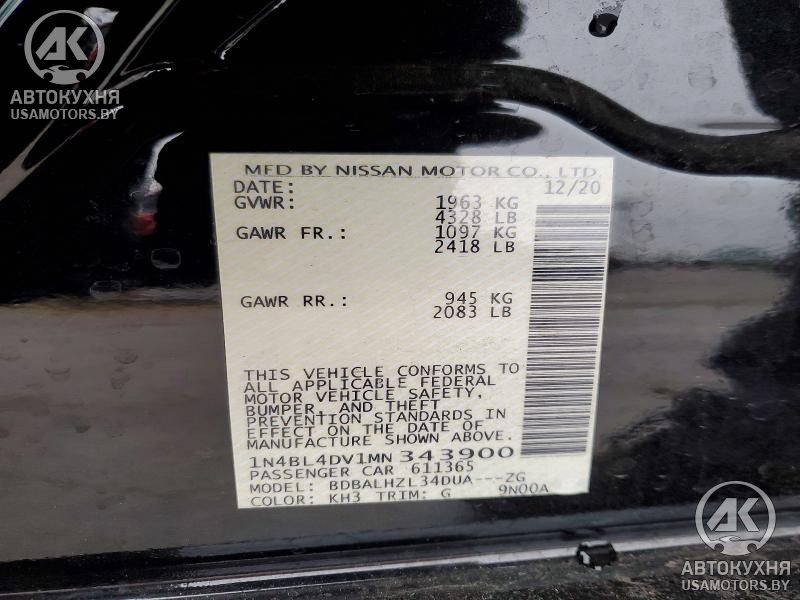 АК
АВТОКУХНЯ
USAMOTORS.BY
MFD BY NISSAN MOTOR CO., LTD.
DATE: 12/20
GVWR: 1963 KG
4328 LB
GAWR FR.: 1097 KG
2418 LB
GAWR RR.: 945 KG
2083 LB
THIS VEHICLE CONFORMS TO
ALL APPLICABLE FEDERAL
MOTOR VEHICLE SAFETY,
BUMPER, AND THEFT
PREVENTION STANDARDS IN
EFFECT ON THE DATE OF
MANUFACTURE SHOWN ABOVE.
1N4BL4DV1MN343900
PASSENGER CAR 611365
MODEL: BDBALHZL34DUA---ZG
COLOR: KH3 TRIM: G 9N00A
АК
АВТОКУХНЯ
USAMOTORS.BY